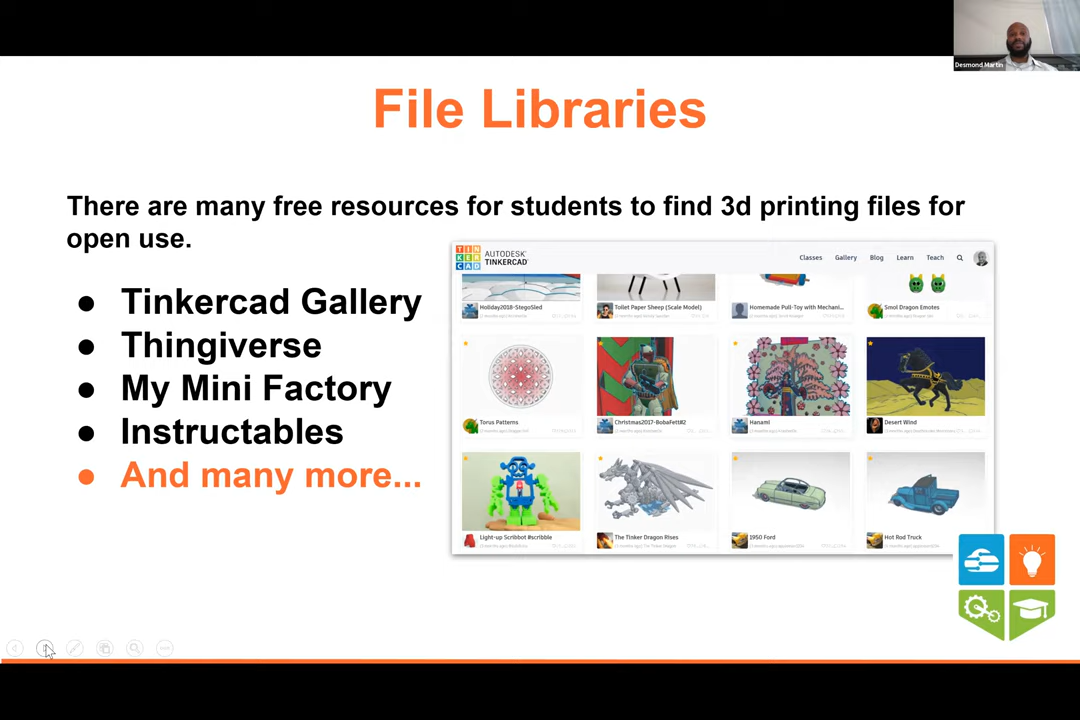 Desmond Martin
File Libraries
There are many free resources for students to find 3d printing files for
open use.
● Tinkercad Gallery
● Thingiverse
● My Mini Factory
● Instructables
● And many more...
TIN
KER
CAD
AUTODESK
TINKERCAD
Classes Gallery Blog Learn Teach
Holiday2018-StegoSled
Toilet Paper Sheep (Scale Model)
Homemade Pull-Toy with Mechani...
Smol Dragon Emotes
Torus Patterns
Christmas2017-BobaFett#2
Hanami
Desert Wind
Light-up Scribbot #scribble
The Tinker Dragon Rises
1950 Ford
Hot Rod Truck